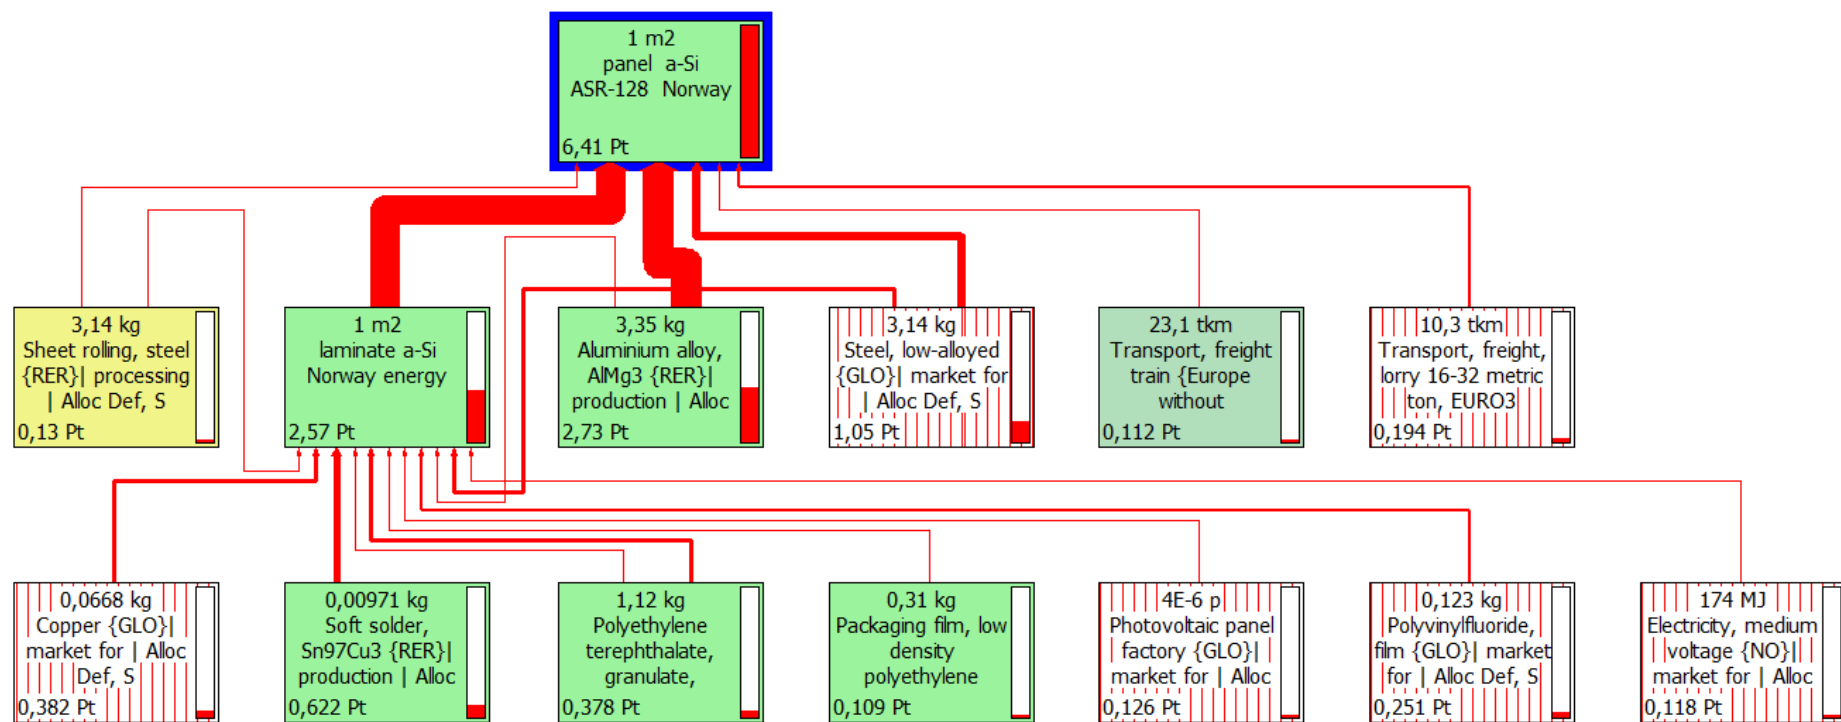 1 m2
panel a-Si
ASR-128 Norway
6,41 Pt
3,14 kg
Sheet rolling, steel
{RER}| processing
| Alloc Def, S
0,13 Pt
1 m2
laminate a-Si
Norway energy
2,57 Pt
3,35 kg
Aluminium alloy,
AlMg3 {RER}|
production | Alloc
2,73 Pt
3,14 kg
Steel, low-alloyed
{GLO}| market for
| Alloc Def, S
1,05 Pt
23,1 tkm
Transport, freight
train {Europe
without
0,112 Pt
10,3 tkm
Transport, freight,
lorry 16-32 metric
ton, EURO3
0,194 Pt
0,0668 kg
Copper {GLO}|
market for | Alloc
Def, S
0,382 Pt
0,00971 kg
Soft solder,
Sn97Cu3 {RER}|
production | Alloc
0,622 Pt
1,12 kg
Polyethylene
terephthalate,
granulate,
0,378 Pt
0,31 kg
Packaging film, low
density
polyethylene
0,109 Pt
4E-6 p
Photovoltaic panel
factory {GLO}|
market for | Alloc
0,126 Pt
0,123 kg
Polyvinylfluoride,
film {GLO}| market
for | Alloc Def, S
0,251 Pt
174 MJ
Electricity, medium
voltage {NO}|
market for | Alloc
0,118 Pt